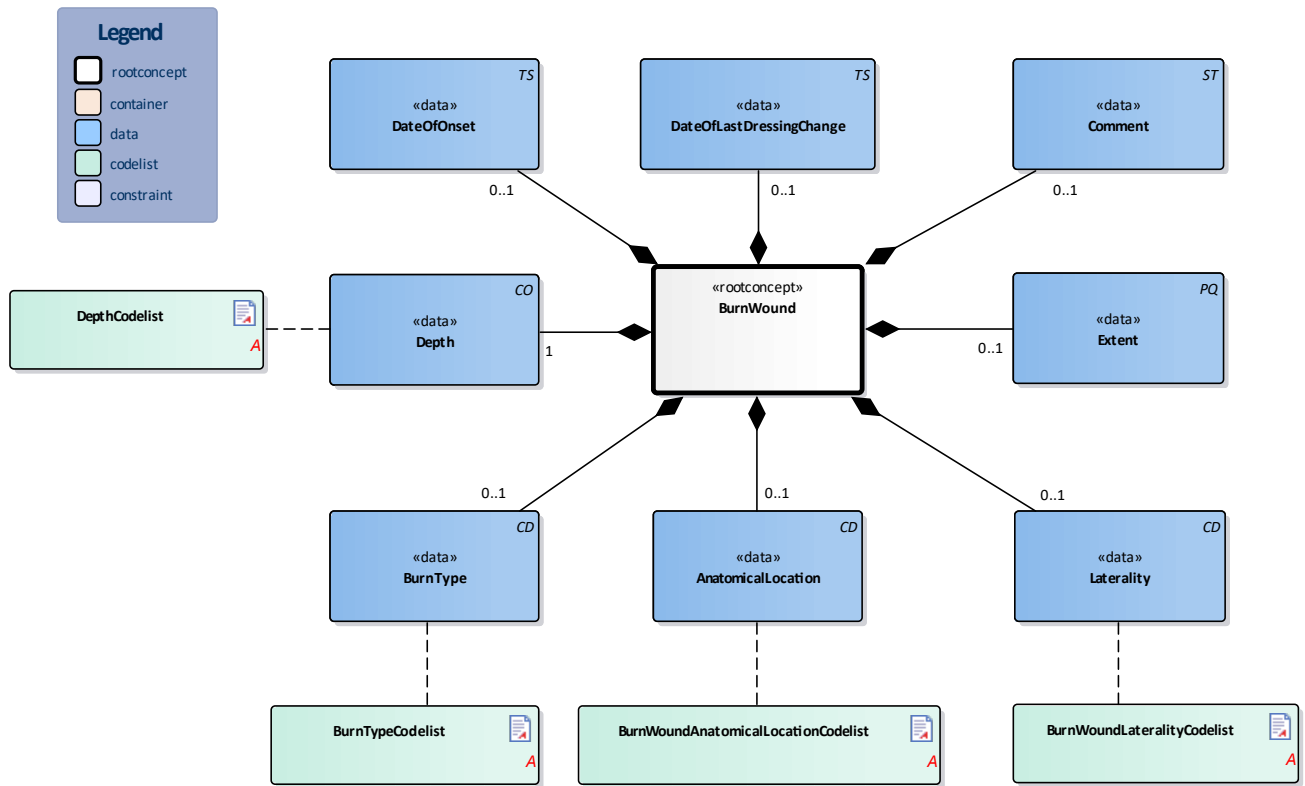 Legend
rootconcept
container
data
codelist
constraint
TS
«data»
DateOfOnset
0..1
TS
«data»
DateOfLastDressingChange
0..1
ST
«data»
Comment
0..1
DepthCodelist
A
CO
«data»
Depth
1
«rootconcept»
BurnWound
PQ
«data»
Extent
0..1
0..1
CD
«data»
BurnType
0..1
CD
«data»
AnatomicalLocation
0..1
CD
«data»
Laterality
BurnTypeCodelist
A
BurnWoundAnatomicalLocationCodelist
A
BurnWoundLateralityCodelist
A